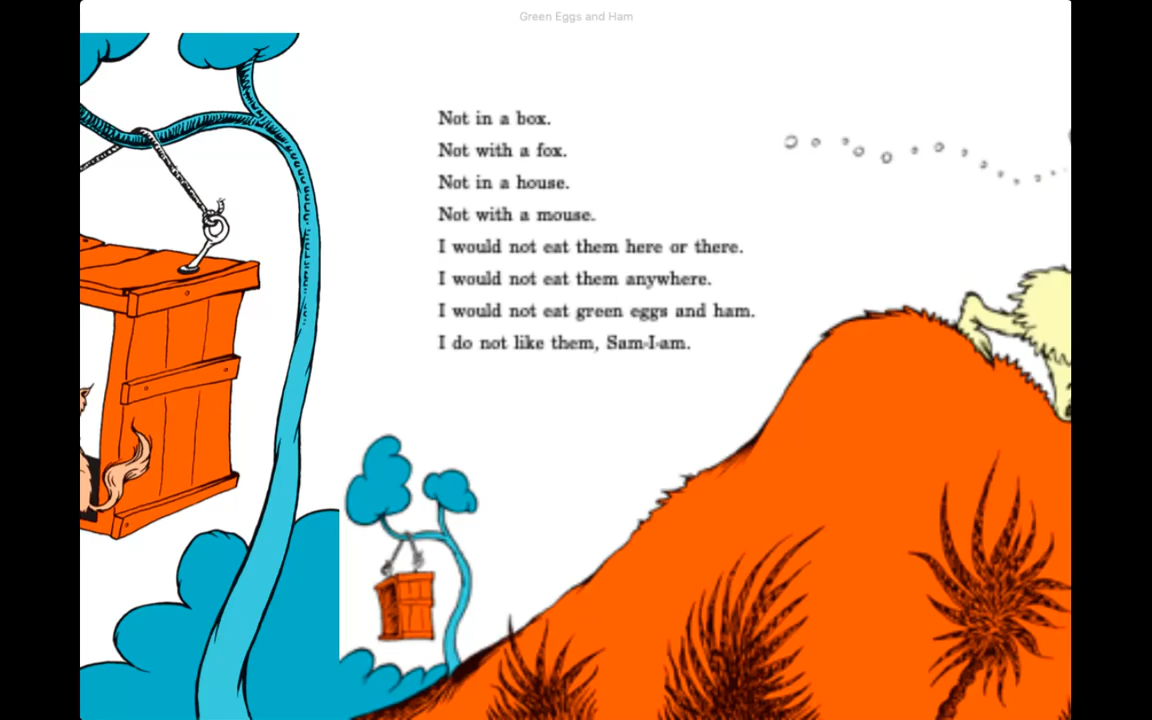 Green Eggs and Ham
Not in a box.
Not with a fox.
Not in a house.
Not with a mouse.
I would not eat them here or there.
I would not eat them anywhere.
I would not eat green eggs and ham.
I do not like them, Sam-I-am.